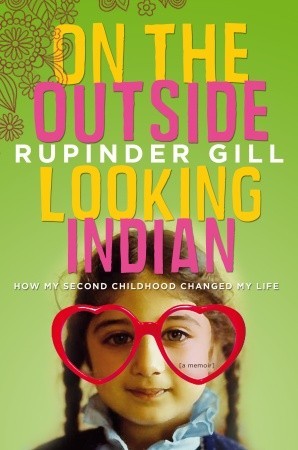 ON THE
OUTSIDE
RUPINDER GILL
LOOKING
INDIAN
HOW MY SECOND CHILDHOOD CHANGED MY LIFE
[a memoir]